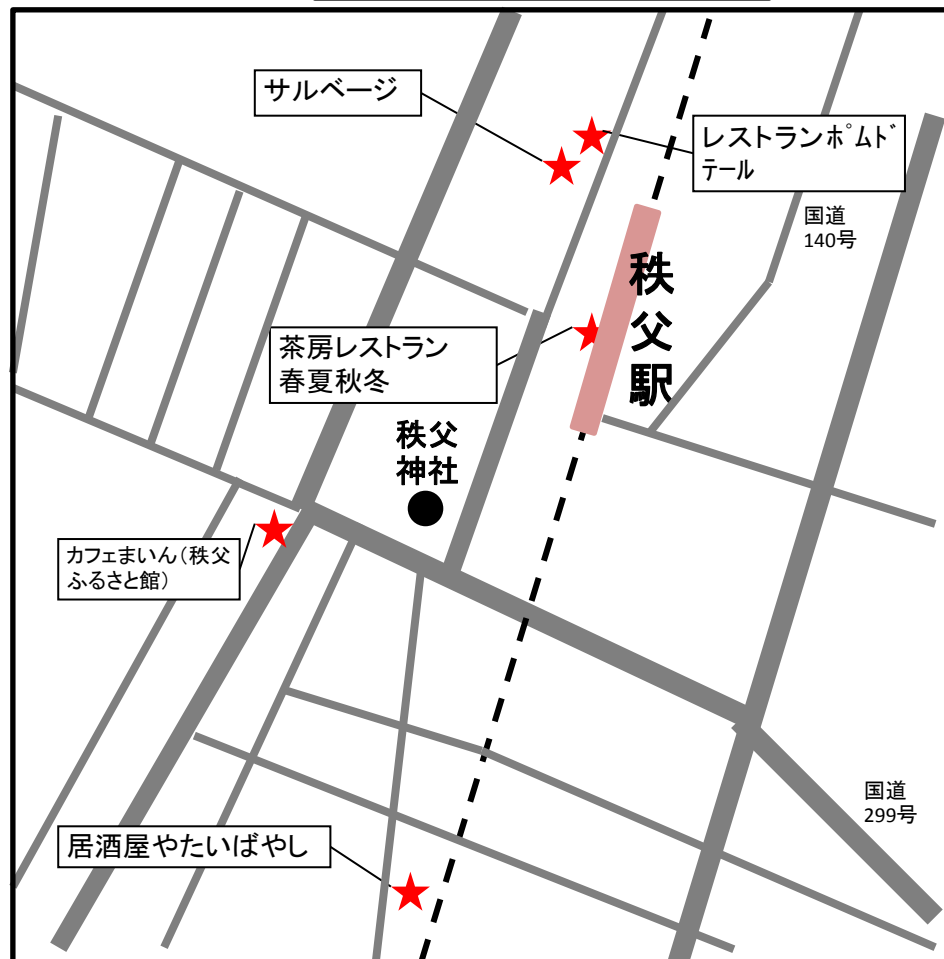 サルベージ
レストランポムド
テール
国道
140号
秩
父
駅
茶房レストラン
春夏秋冬
秩父
神社
カフェまいん(秩父
ふるさと館)
国道
299号
居酒屋やたいばやし